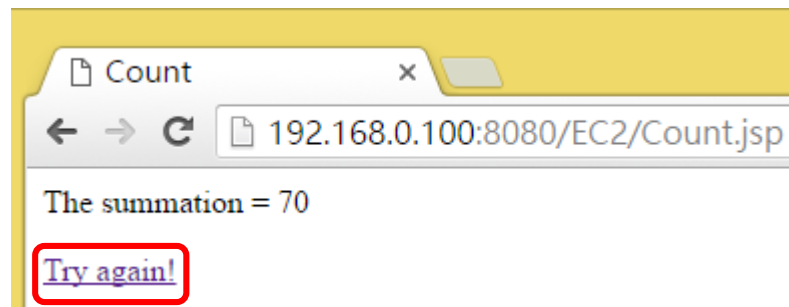 Count
192.168.0.100:8080/EC2/Count.jsp
The summation = 70
Try again!